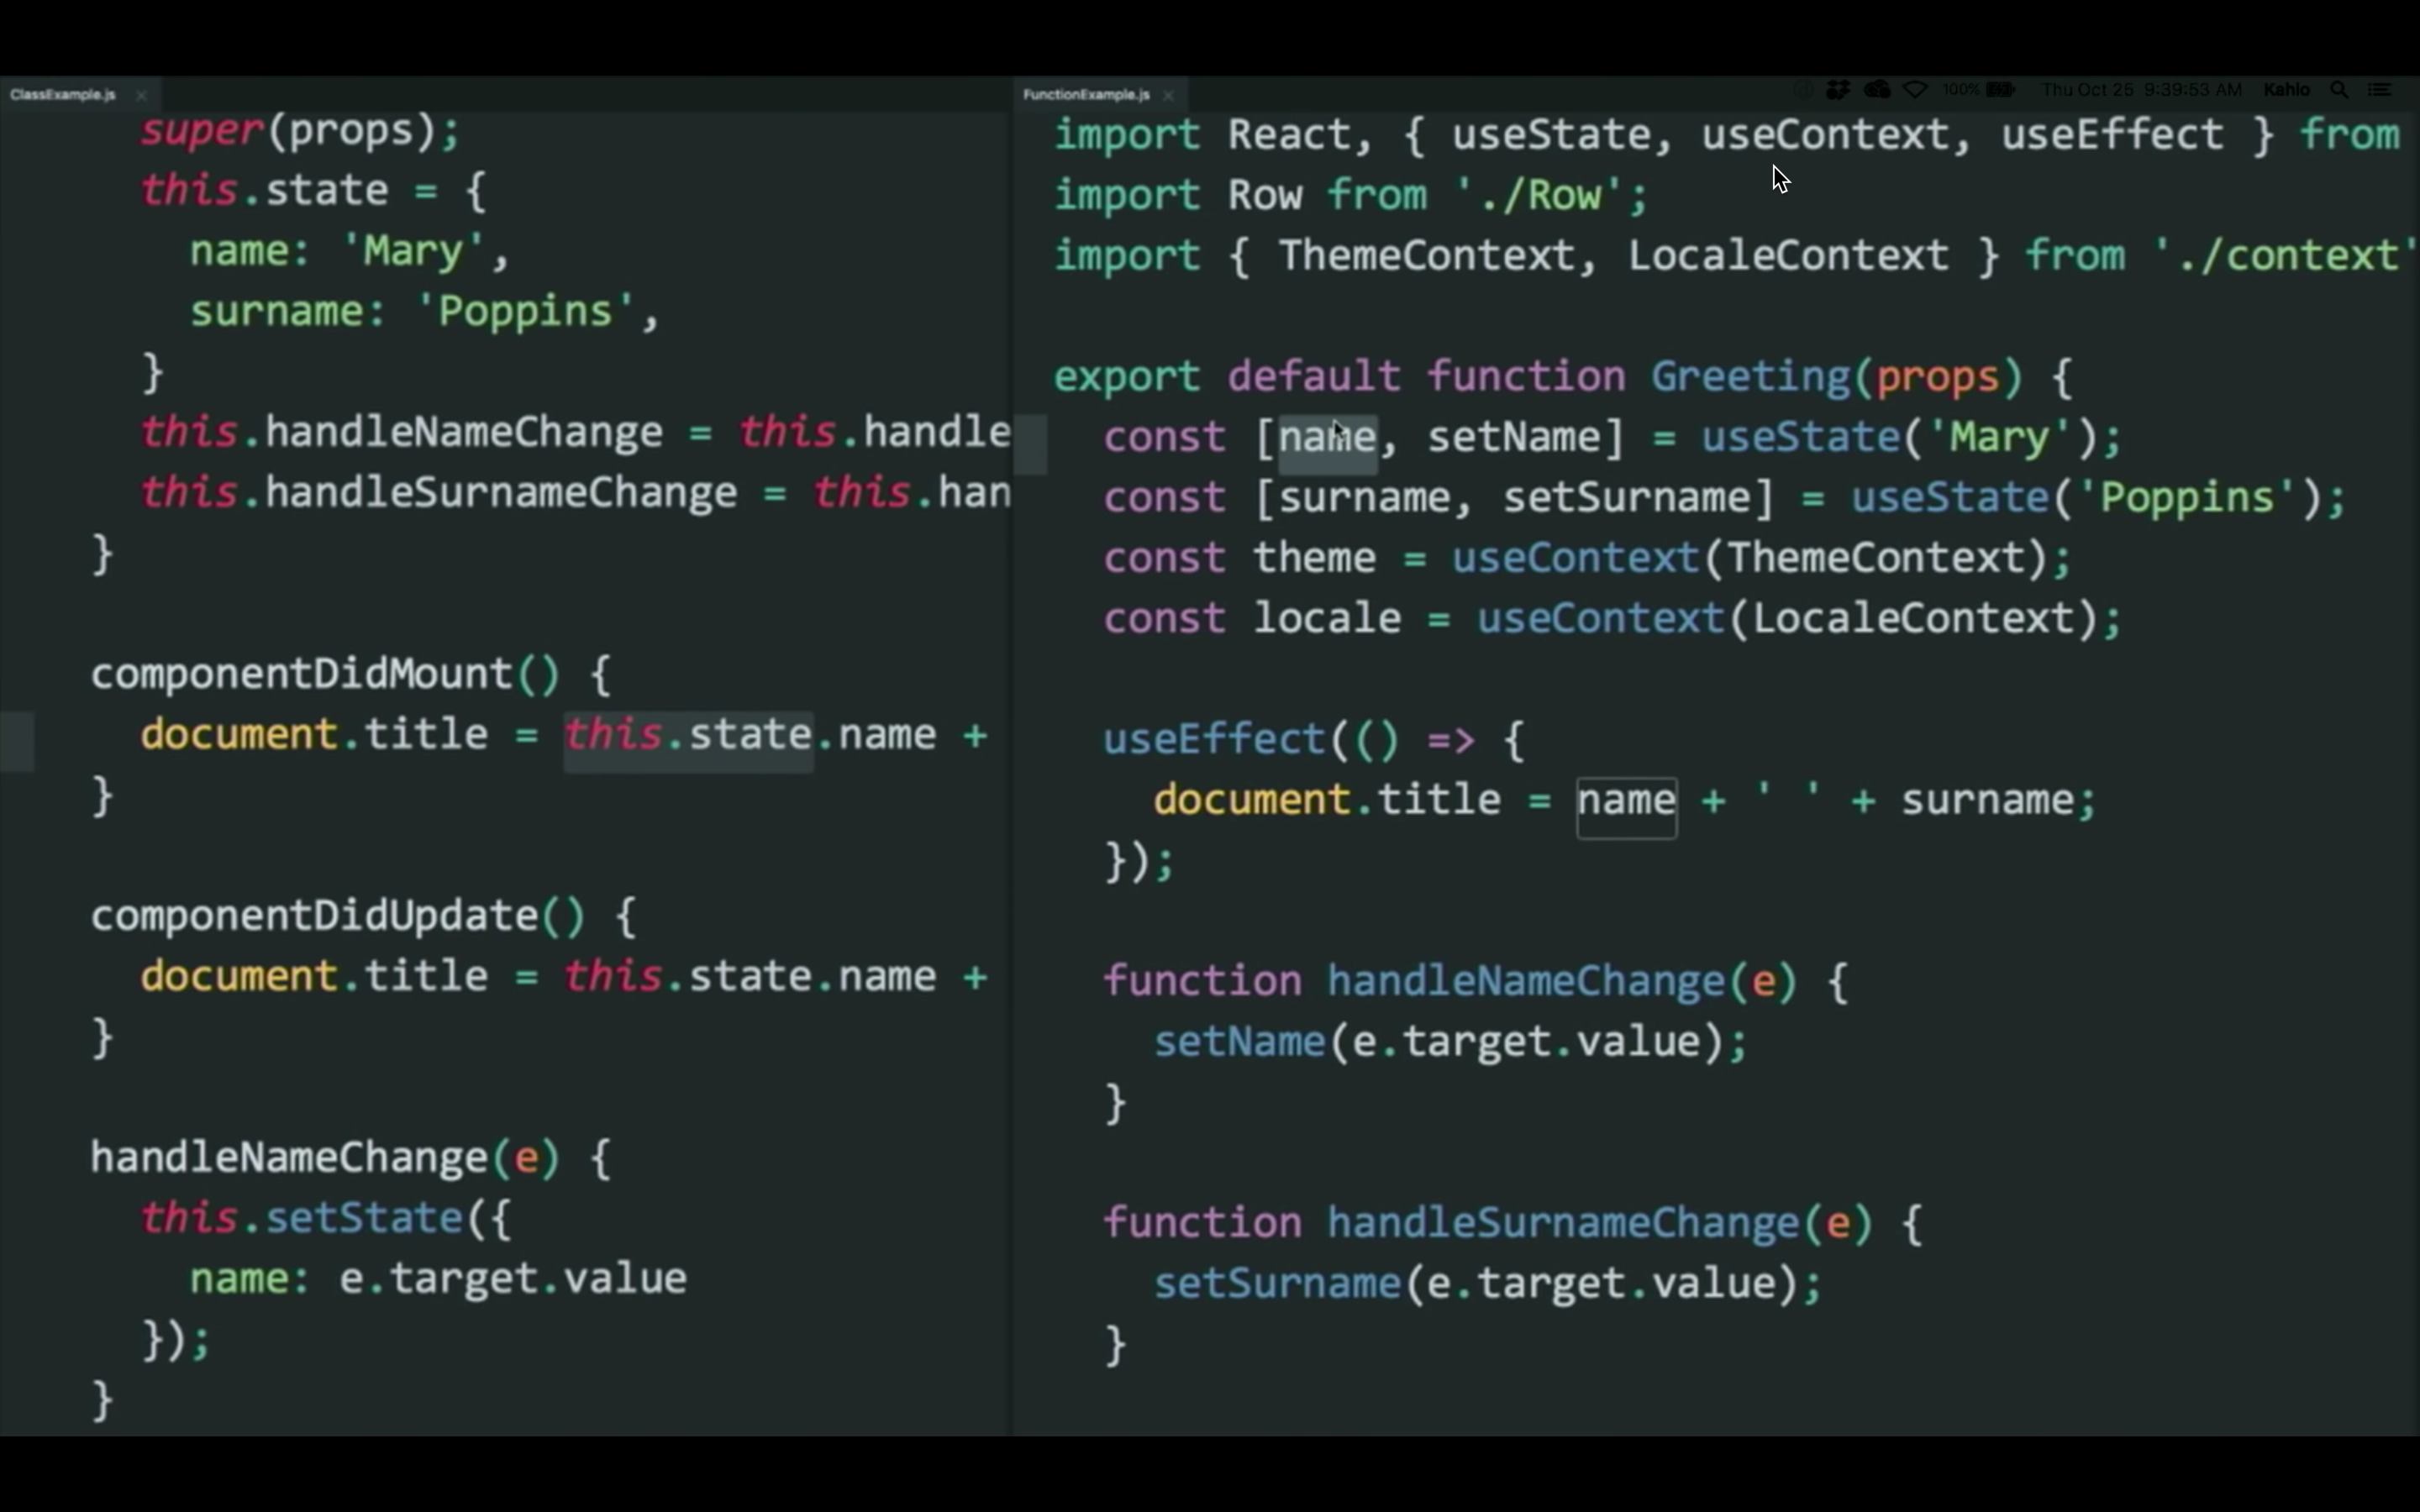 ClassExample.js
super(props);
this.state = {
name: 'Mary',
surname: 'Poppins',
}
this.handleNameChange = this.handle
this.handleSurnameChange = this.han
}
componentDidMount() {
document.title = this.state.name +
}
componentDidUpdate() {
document.title = this.state.name +
}
handleNameChange(e) {
this.setState({
name: e.target.value
});
}
FunctionExample.js
100% Thu Oct 25 9:39:53 AM Kahlo
import React, { useState, useContext, useEffect } from
import Row from './Row';
import { ThemeContext, LocaleContext } from './context'
export default function Greeting(props) {
const [name, setName] = useState('Mary');
const [surname, setSurname] = useState('Poppins');
const theme = useContext(ThemeContext);
const locale = useContext(LocaleContext);
useEffect(() => {
document.title = name + ' ' + surname;
});
function handleNameChange(e) {
setName(e.target.value);
}
function handleSurnameChange(e) {
setSurname(e.target.value);
}